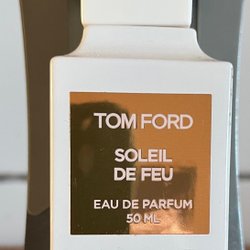 TOM FORD
SOLEIL
DE FEU
EAU DE PARFUM
50 ML